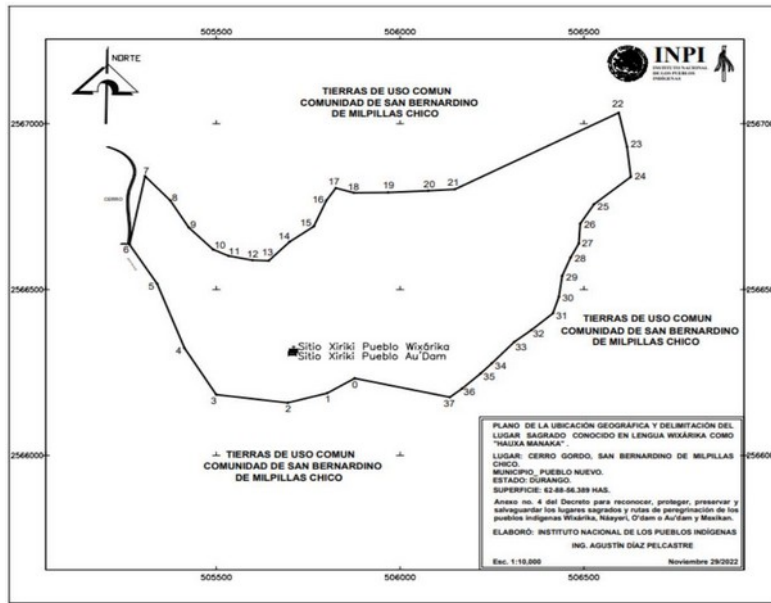 505500
506000
506500
NORTE
INPI
INSTITUTO NACIONAL
DE LOS PUEBLOS
INDÍGENAS
TIERRAS DE USO COMUN
COMUNIDAD DE SAN BERNARDINO
DE MILPILLAS CHICO
2567000
2567000
22
23
24
7
17
18
19
20
21
8
16
25
CERRO
9
15
26
14
6
10
11
12
13
27
28
5
29
2566500
2566500
30
31
TIERRAS DE USO COMUN
COMUNIDAD DE SAN BERNARDINO
DE MILPILLAS CHICO
33
4
Sitio Xiriki Pueblo Wixárika
Sitio Xiriki Pueblo Au'Dam
34
35
36
0
1
37
3
2
TIERRAS DE USO COMUN
COMUNIDAD DE SAN BERNARDINO
DE MILPILLAS CHICO
2566000
PLANO DE LA UBICACIÓN GEOGRÁFICA Y DELIMITACIÓN DEL
LUGAR SAGRADO CONOCIDO EN LENGUA WIXÁRIKA COMO
"HAUXA MANAKA" .
LUGAR: CERRO GORDO, SAN BERNARDINO DE MILPILLAS
CHICO.
MUNICIPIO_ PUEBLO NUEVO.
ESTADO: DURANGO.
SUPERFICIE: 62-88-56.389 HAS.
Anexo no. 4 del Decreto para reconocer, proteger, preservar y
salvaguardar los lugares sagrados y rutas de peregrinación de los
pueblos indígenas Wixárika, Náayeri, O'dam o Au'dam y Mexikan.
ELABORÓ: INSTITUTO NACIONAL DE LOS PUEBLOS INDÍGENAS
ING. AGUSTÍN DÍAZ PELCASTRE
Esc. 1:10,000
Noviembre 29/2022
2566000
505500
506000
506500